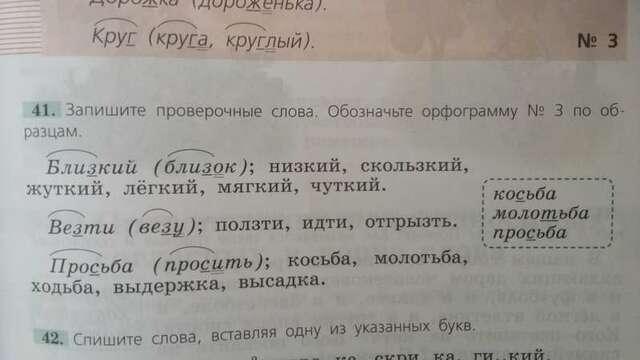 Дорожка (дороженька).
Круг (круга, круглый).
№ 3
41. Запишите проверочные слова. Обозначьте орфограмму № 3 по об-
разцам.
Близкий (близок); низкий, скользкий,
жуткий, лёгкий, мягкий, чуткий.
Везти (везу); ползти, идти, отгрызть.
Просьба (просить); косьба, молотьба,
ходьба, выдержка, высадка.
косьба
молотьба
просьба
42. Спишите слова, вставляя одну из указанных букв.